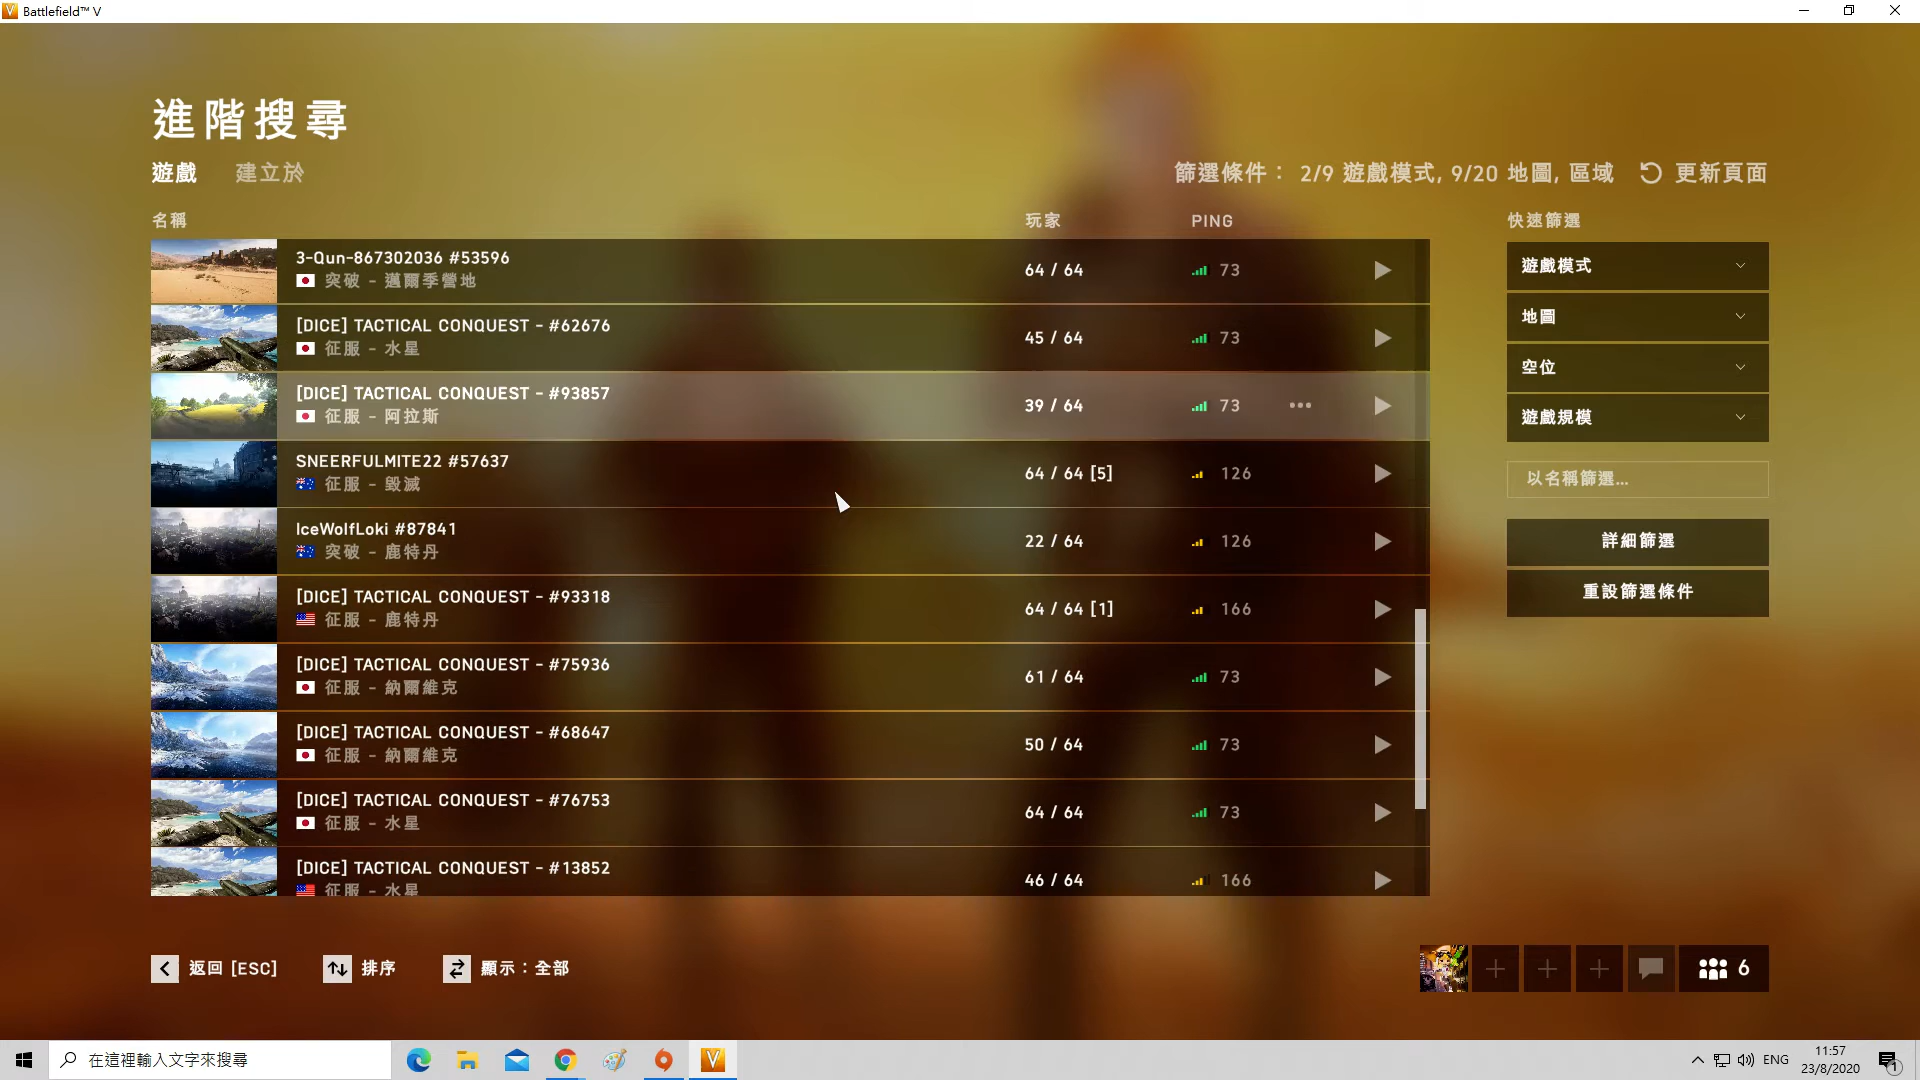 Battlefield™ V
進階搜尋
遊戲 建立於
篩選條件： 2/9 遊戲模式, 9/20 地圖, 區域 更新頁面
名稱 玩家 PING 快速篩選
3-Qun-867302036 #53596
突破 - 邁爾季營地
64 / 64 73
[DICE] TACTICAL CONQUEST - #62676
征服 - 水星
45 / 64 73
[DICE] TACTICAL CONQUEST - #93857
征服 - 阿拉斯
39 / 64 73
SNEERFULMITE22 #57637
征服 - 毀滅
64 / 64 [5] 126
IceWolfLoki #87841
突破 - 鹿特丹
22 / 64 126
[DICE] TACTICAL CONQUEST - #93318
征服 - 鹿特丹
64 / 64 [1] 166
[DICE] TACTICAL CONQUEST - #75936
征服 - 納爾維克
61 / 64 73
[DICE] TACTICAL CONQUEST - #68647
征服 - 納爾維克
50 / 64 73
[DICE] TACTICAL CONQUEST - #76753
征服 - 水星
64 / 64 73
[DICE] TACTICAL CONQUEST - #13852
征服 - 水星
46 / 64 166
遊戲模式
地圖
空位
遊戲規模
以名稱篩選...
詳細篩選
重設篩選條件
返回 [ESC] 排序 顯示：全部
6
在這裡輸入文字來搜尋
ENG
11:57
23/8/2020
1